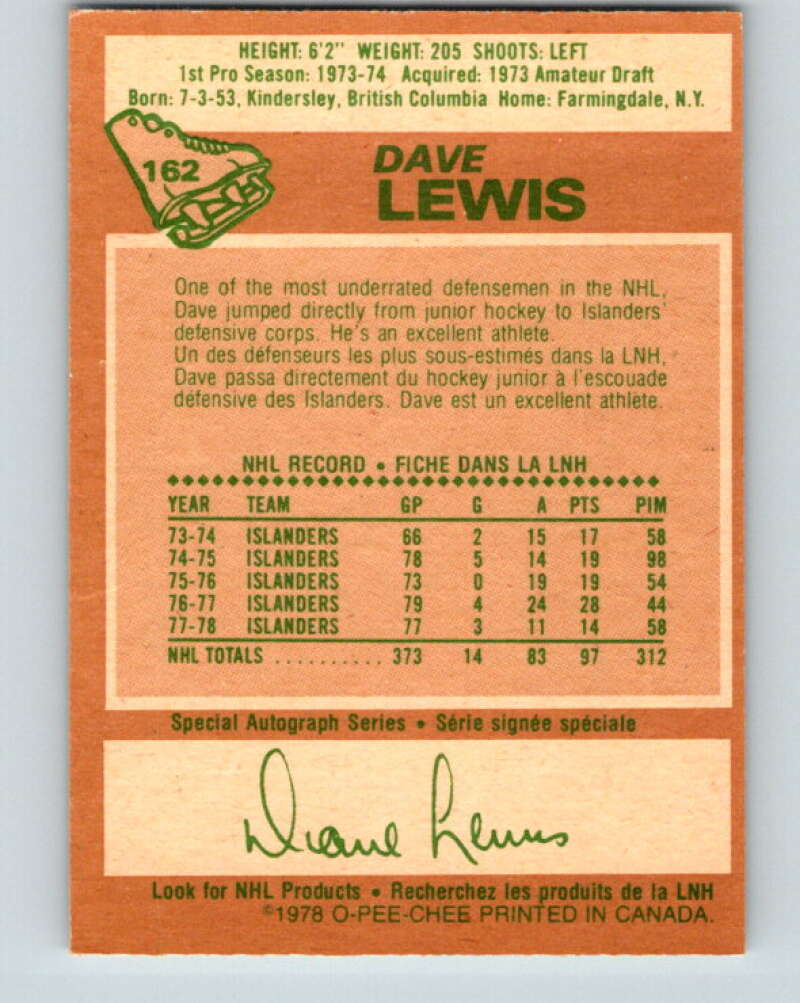 HEIGHT: 6'2" WEIGHT: 205 SHOOTS: LEFT
1st Pro Season: 1973-74 Acquired: 1973 Amateur Draft
Born: 7-3-53, Kindersley, British Columbia Home: Farmingdale, N.Y.
162
DAVE
LEWIS
One of the most underrated defensemen in the NHL,
Dave jumped directly from junior hockey to Islanders'
defensive corps. He's an excellent athlete.
Un des défenseurs les plus sous-estimés dans la LNH,
Dave passa directement du hockey junior à l'escouade
défensive des Islanders. Dave est un excellent athlète.
NHL RECORD • FICHE DANS LA LNH
YEAR TEAM GP G A PTS PIM
73-74 ISLANDERS 66 2 15 17 58
74-75 ISLANDERS 78 5 14 19 98
75-76 ISLANDERS 73 0 19 19 54
76-77 ISLANDERS 79 4 24 28 44
77-78 ISLANDERS 77 3 11 14 58
NHL TOTALS .......... 373 14 83 97 312
Special Autograph Series • Série signée spéciale
Diane Lewis
Look for NHL Products • Recherchez les produits de la LNH
©1978 O-PEE-CHEE PRINTED IN CANADA.